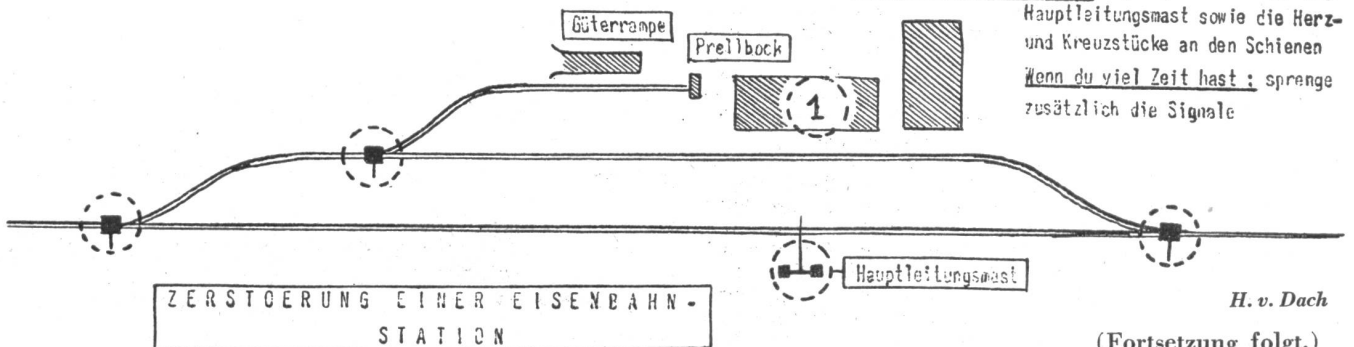 Hauptleitungsmast sowie die Herz-
und Kreuzstücke an den Schienen
Wenn du viel Zeit hast : sprenge
zusätzlich die Signale
Güterrampe
Prellbock
1
Hauptleitungsmast
ZERSTOERUNG EINER EISENBAHN-
STATION
H. v. Dach
(Fortsetzung folgt.)